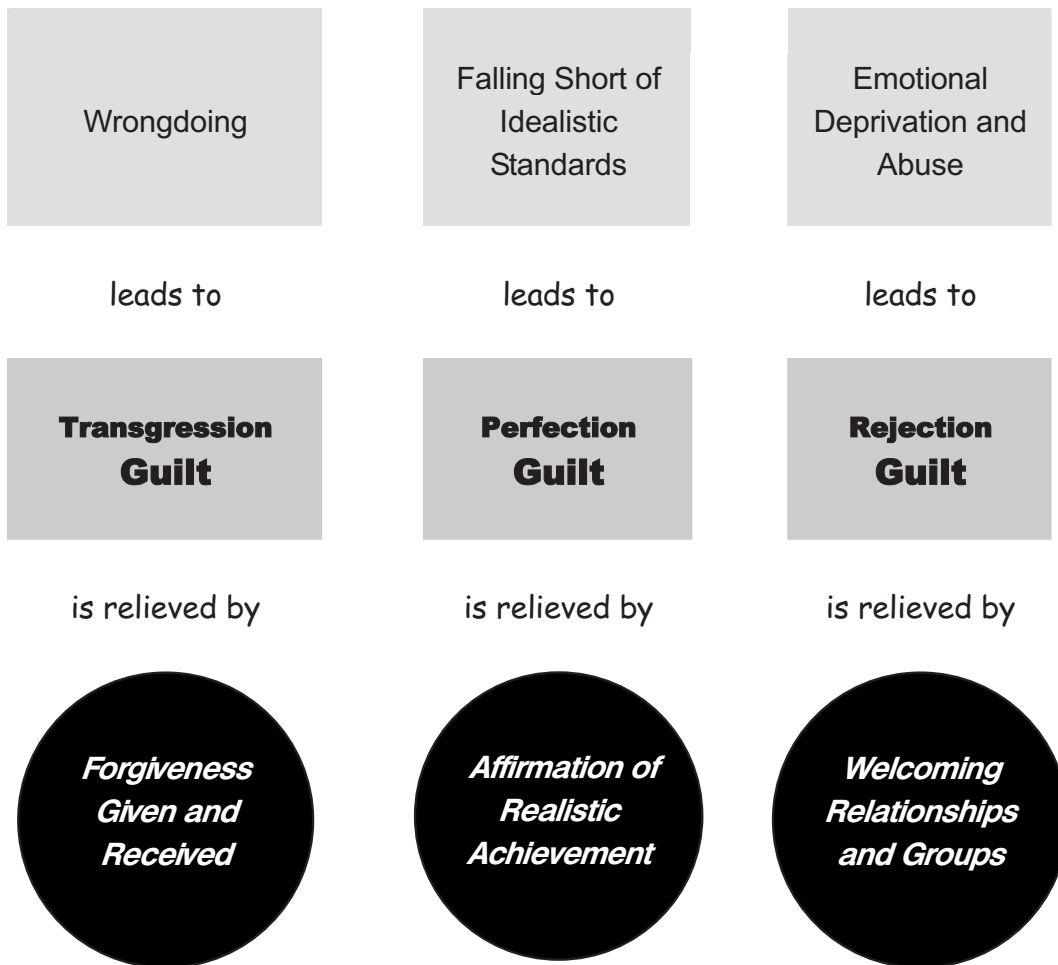 Wrongdoing
Falling Short of
Idealistic
Standards
Emotional
Deprivation and
Abuse
leads to
leads to
leads to
Transgression
Guilt
Perfection
Guilt
Rejection
Guilt
is relieved by
is relieved by
is relieved by
Forgiveness
Given and
Received
Affirmation of
Realistic
Achievement
Welcoming
Relationships
and Groups